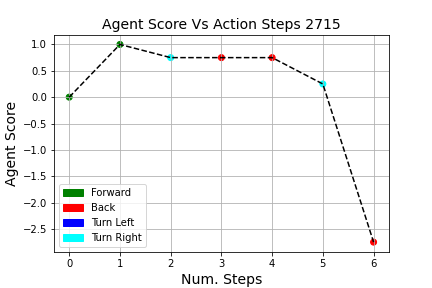 Agent Score Vs Action Steps 2715
Agent Score
1.0
0.5
0.0
−0.5
−1.0
−1.5
−2.0
−2.5
Forward
Back
Turn Left
Turn Right
0 1 2 3 4 5 6
Num. Steps